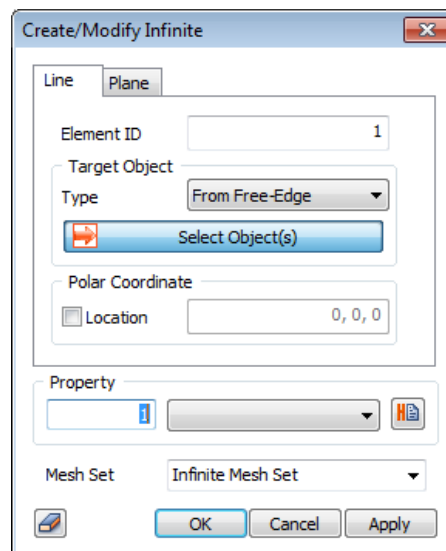 Create/Modify Infinite
Line Plane
Element ID 1
Target Object
Type From Free-Edge
Select Object(s)
Polar Coordinate
Location 0, 0, 0
Property
1
Mesh Set Infinite Mesh Set
OK Cancel Apply